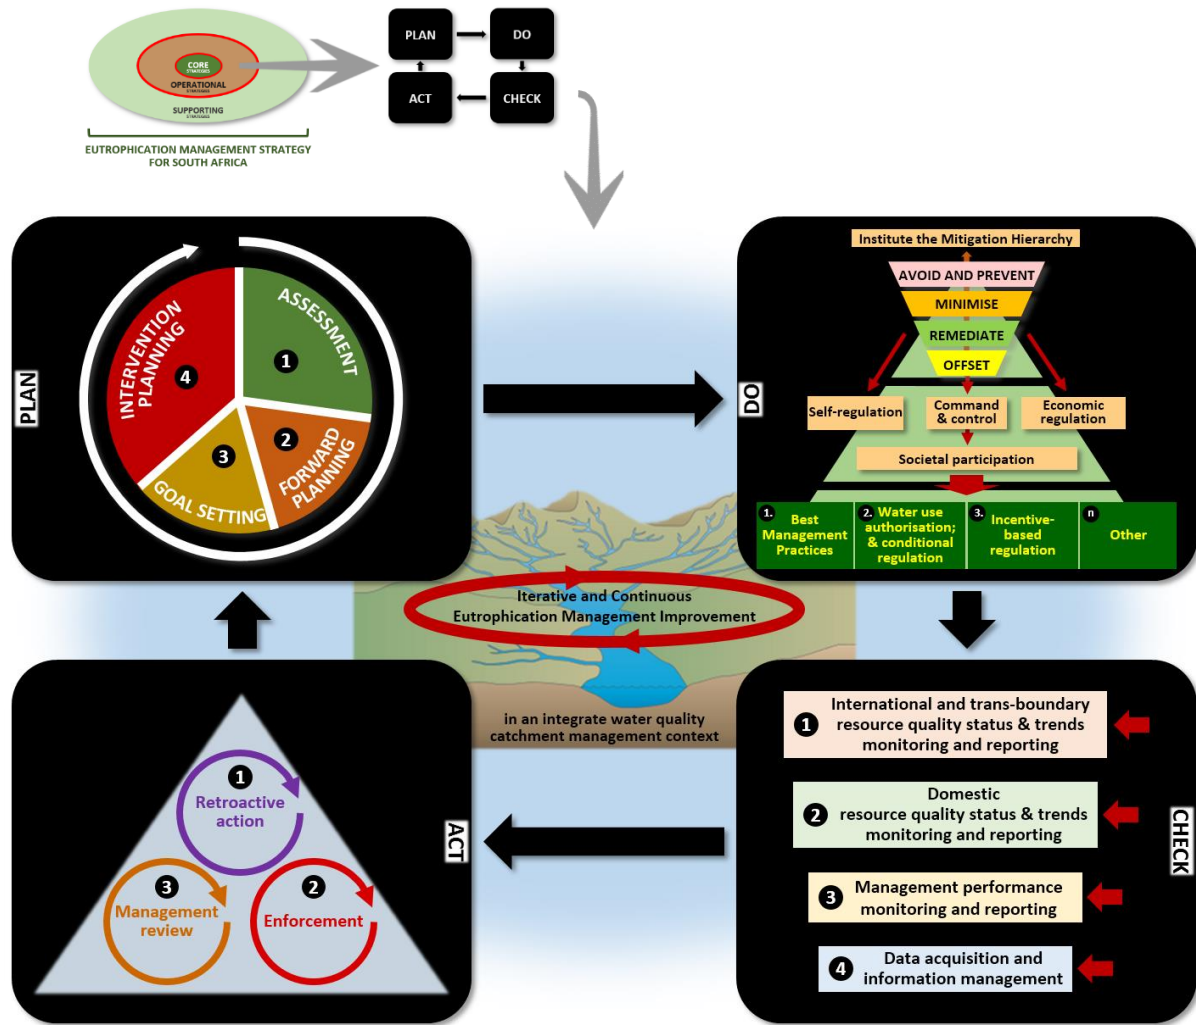 PLAN
DO
ACT
CHECK
CORE
STRATEGIES
OPERATIONAL
STRATEGIES
SUPPORTING
STRATEGIES
EUTROPHICATION MANAGEMENT STRATEGY
FOR SOUTH AFRICA
PLAN
INTERVENTION
PLANNING
4
ASSESSMENT
1
2
FORWARD
PLANNING
3
GOAL SETTING
DO
Institute the Mitigation Hierarchy
AVOID AND PREVENT
MINIMISE
REMEDIATE
OFFSET
Self-regulation
Command
& control
Economic
regulation
Societal participation
1.
Best
Management
Practices
2.
Water use
authorisation;
& conditional
regulation
3.
Incentive-
based
regulation
n
Other
Iterative and Continuous
Eutrophication Management Improvement
in an integrate water quality
catchment management context
ACT
1
Retroactive
action
3
Management
review
2
Enforcement
CHECK
1
International and trans-boundary
resource quality status & trends
monitoring and reporting
2
Domestic
resource quality status & trends
monitoring and reporting
3
Management performance
monitoring and reporting
4
Data acquisition and
information management